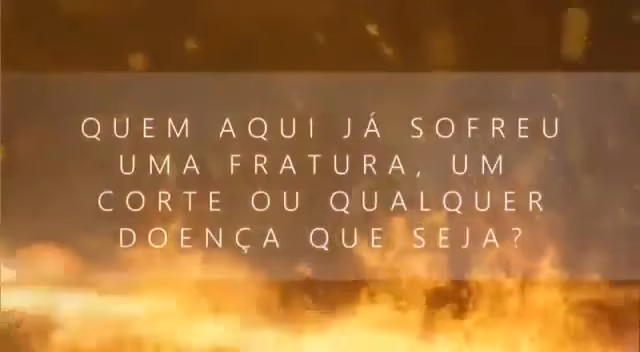 QUEM AQUI JÁ SOFREU
UMA FRATURA, UM
CORTE OU QUALQUER
DOENÇA QUE SEJA?